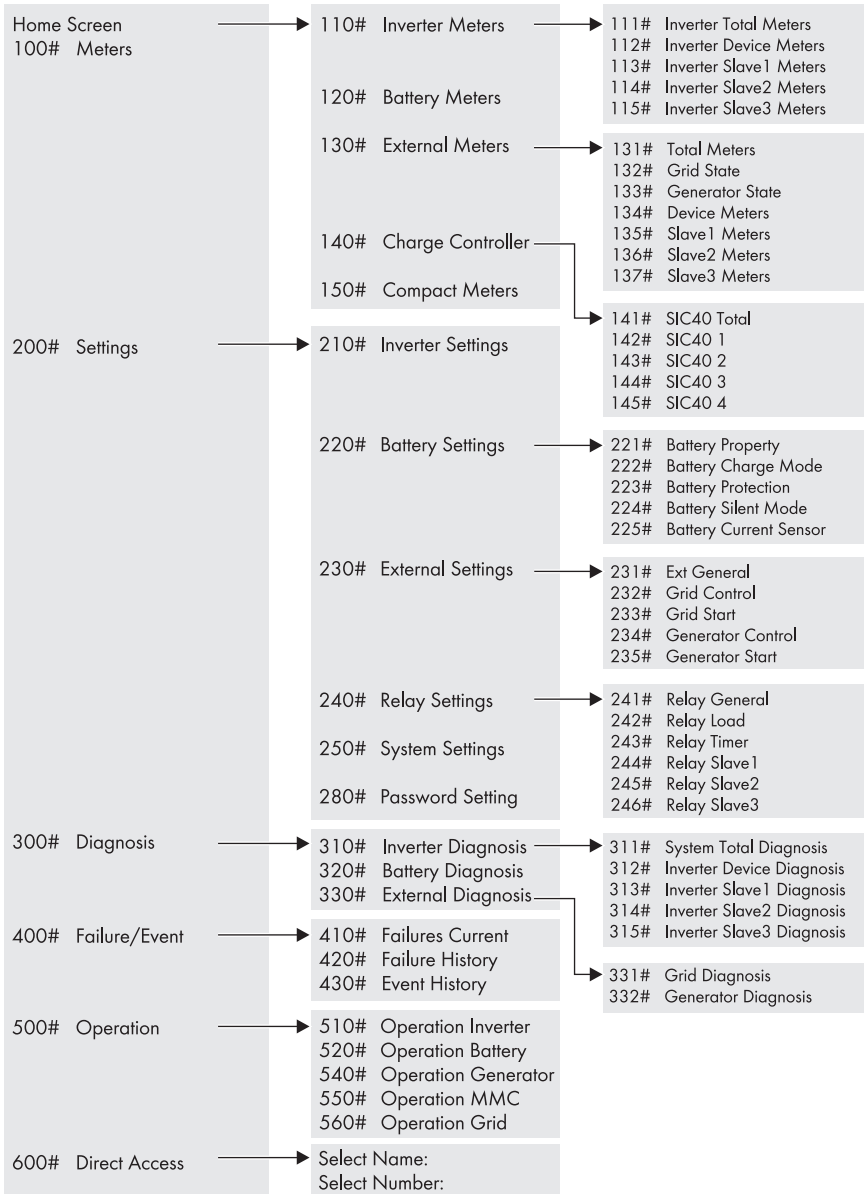 Home Screen
100# Meters
110# Inverter Meters
111# Inverter Total Meters
112# Inverter Device Meters
113# Inverter Slave1 Meters
114# Inverter Slave2 Meters
115# Inverter Slave3 Meters
120# Battery Meters
130# External Meters
131# Total Meters
132# Grid State
133# Generator State
134# Device Meters
135# Slave1 Meters
136# Slave2 Meters
137# Slave3 Meters
140# Charge Controller
141# SIC40 Total
142# SIC40 1
143# SIC40 2
144# SIC40 3
145# SIC40 4
150# Compact Meters
200# Settings
210# Inverter Settings
220# Battery Settings
221# Battery Property
222# Battery Charge Mode
223# Battery Protection
224# Battery Silent Mode
225# Battery Current Sensor
230# External Settings
231# Ext General
232# Grid Control
233# Grid Start
234# Generator Control
235# Generator Start
240# Relay Settings
241# Relay General
242# Relay Load
243# Relay Timer
244# Relay Slave1
245# Relay Slave2
246# Relay Slave3
250# System Settings
280# Password Setting
300# Diagnosis
310# Inverter Diagnosis
311# System Total Diagnosis
312# Inverter Device Diagnosis
313# Inverter Slave1 Diagnosis
314# Inverter Slave2 Diagnosis
315# Inverter Slave3 Diagnosis
320# Battery Diagnosis
330# External Diagnosis
331# Grid Diagnosis
332# Generator Diagnosis
400# Failure/Event
410# Failures Current
420# Failure History
430# Event History
500# Operation
510# Operation Inverter
520# Operation Battery
540# Operation Generator
550# Operation MMC
560# Operation Grid
600# Direct Access
Select Name:
Select Number: